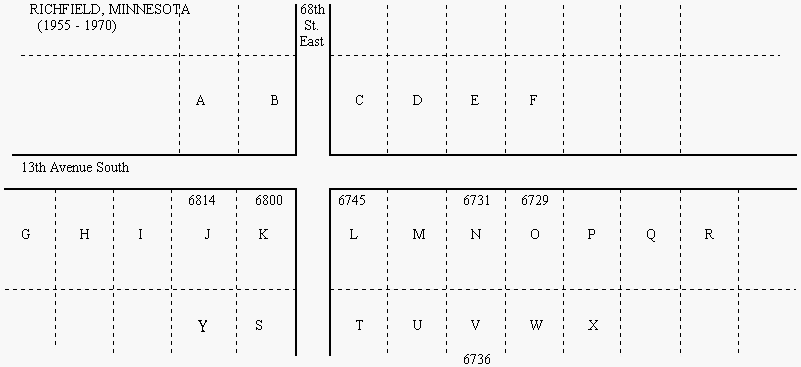 RICHFIELD, MINNESOTA
(1955 - 1970)
68th
St.
East
A B C D E F
13th Avenue South
6814 6800 6745 6731 6729
G H I J K L M N O P Q R
Y S T U V W X
6736